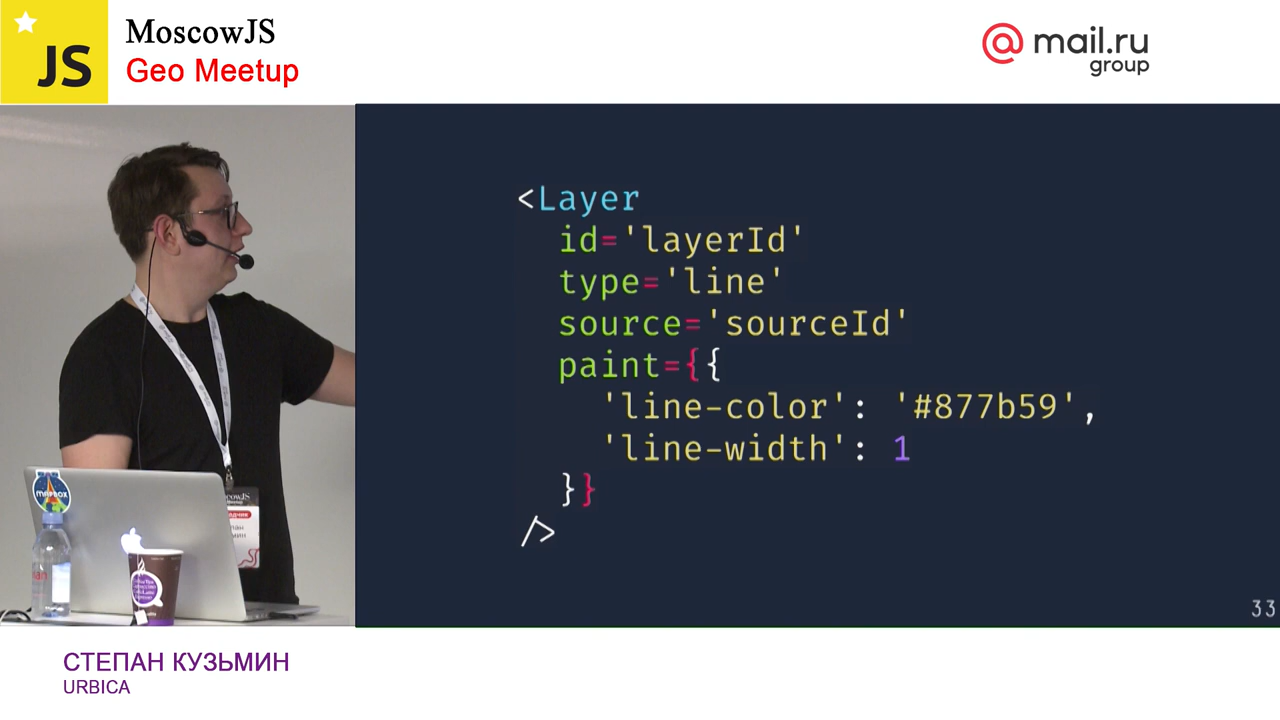 JS
MoscowJS
Geo Meetup
@mail.ru
group
<Layer
id='layerId'
type='line'
source='sourceId'
paint={{
'line-color': '#877b59',
'line-width': 1
}}
/>
33
MAPBOX
СТЕПАН КУЗЬМИН
URBICA